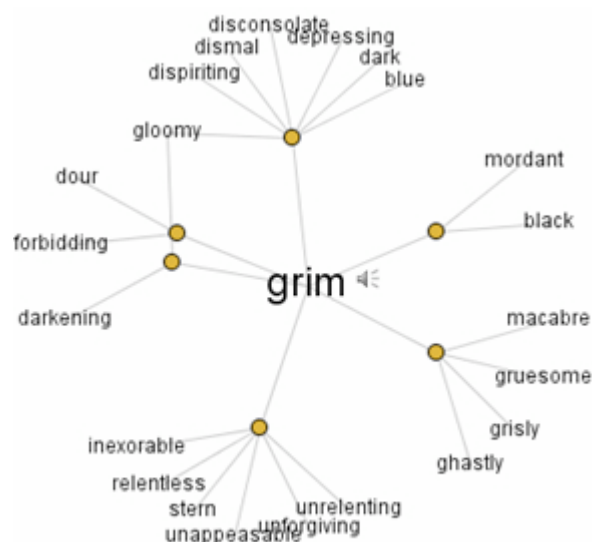 disconsolate
depressing
dismal
dark
dispiriting
blue
gloomy
mordant
dour
black
forbidding
grim
darkening
macabre
gruesome
grisly
inexorable
ghastly
relentless
unrelenting
stern
unforgiving
unappeasable